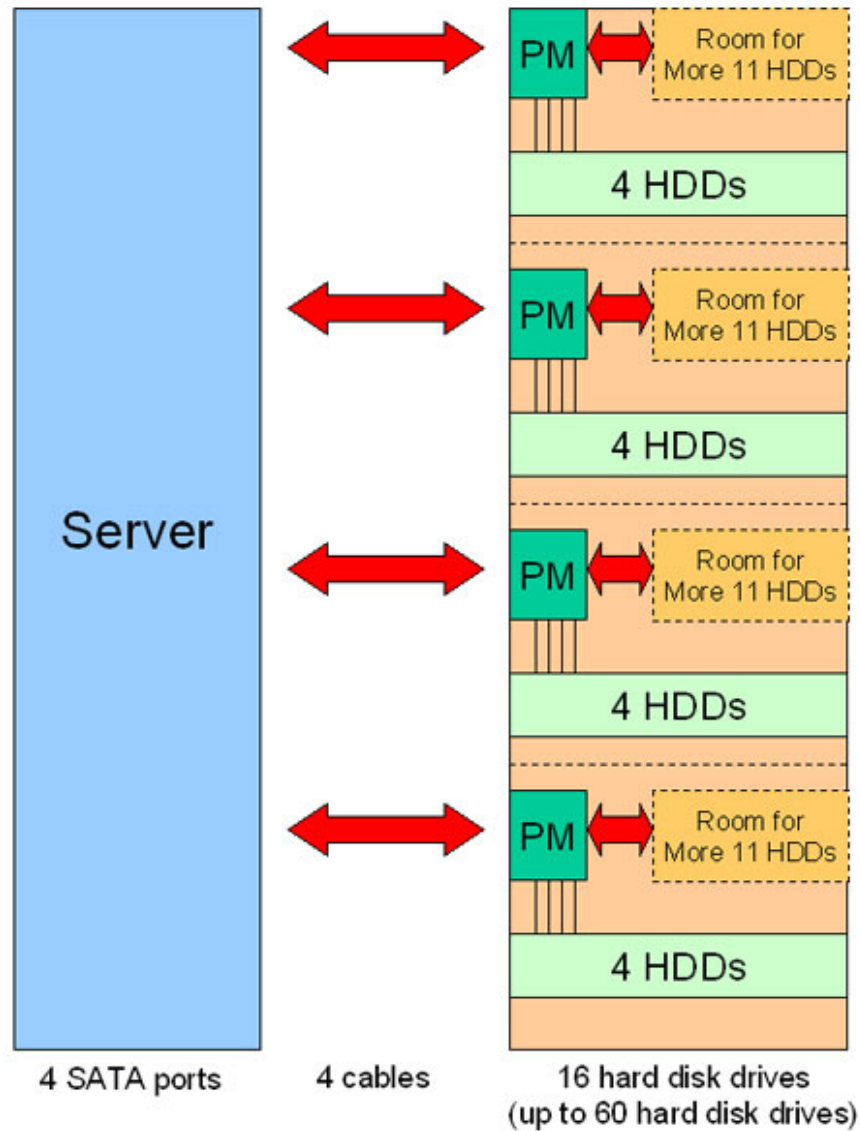 PM
Room for
More 11 HDDs
4 HDDs
PM
Room for
More 11 HDDs
4 HDDs
Server
PM
Room for
More 11 HDDs
4 HDDs
PM
Room for
More 11 HDDs
4 HDDs
4 SATA ports
4 cables
16 hard disk drives
(up to 60 hard disk drives)